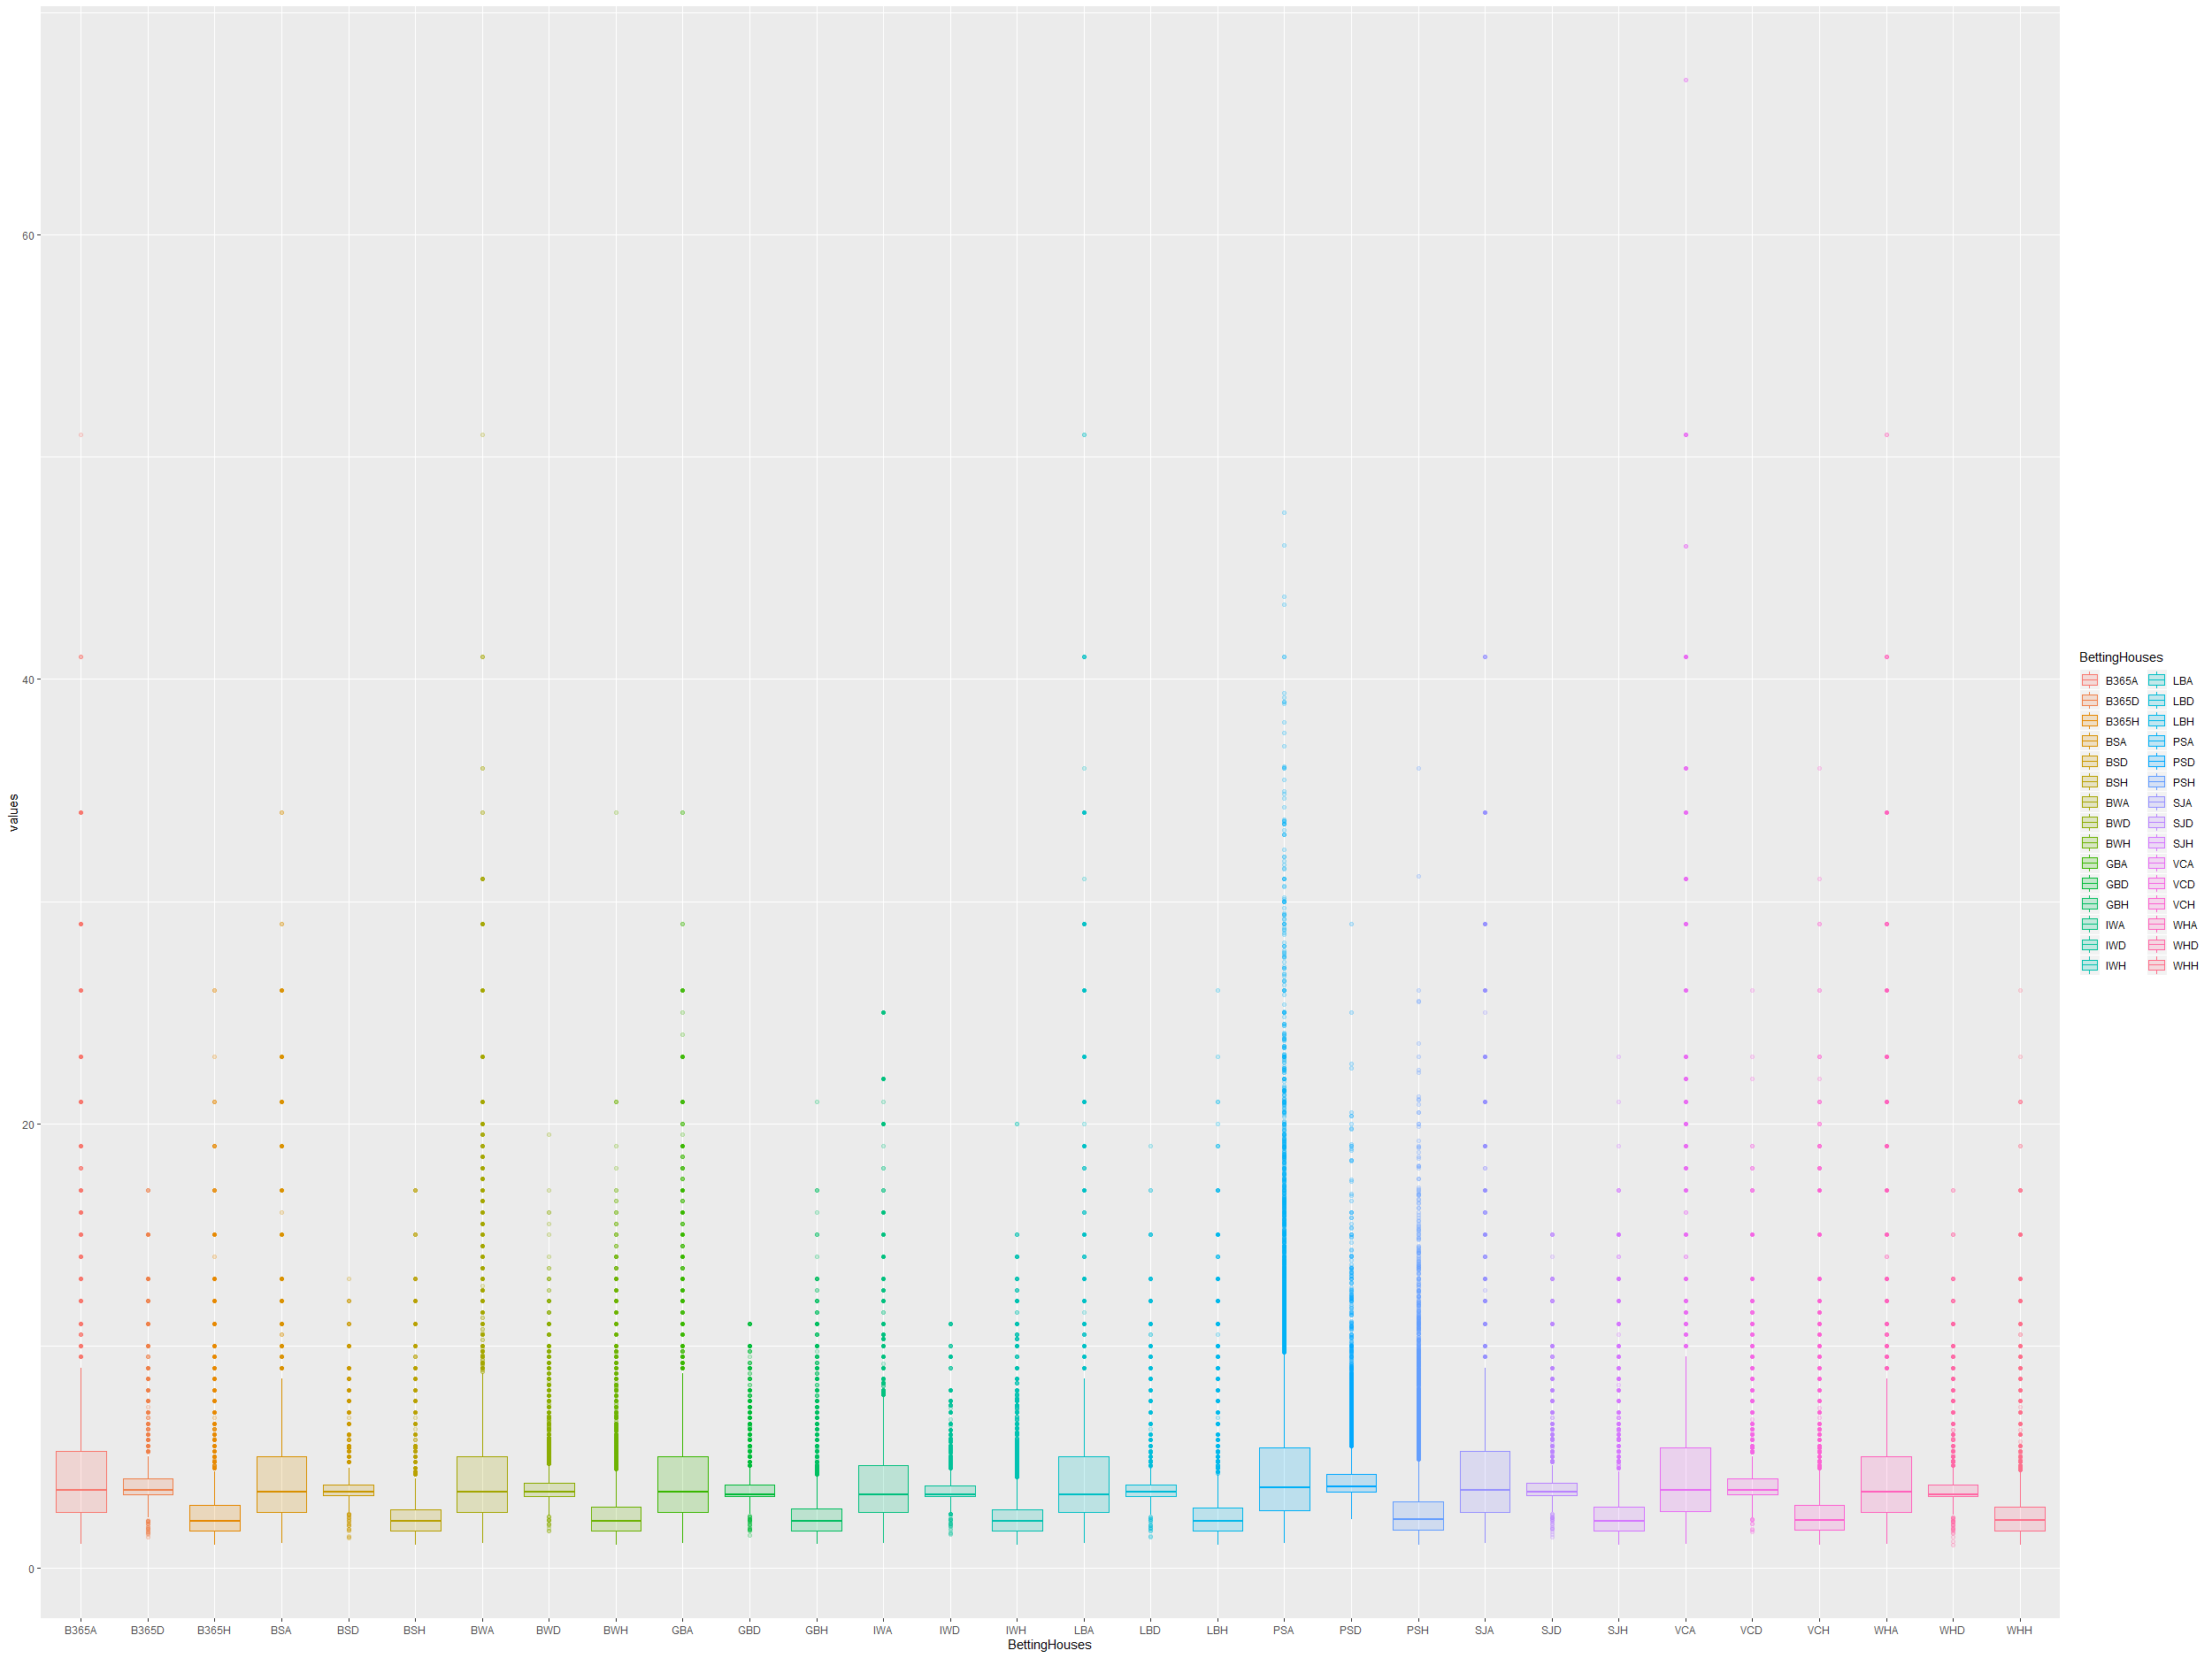 60
40
20
0
values
B365A B365D B365H BSA BSD BSH BWA BWD BWH GBA GBD GBH IWA IWD IWH LBA LBD LBH PSA PSD PSH SJA SJD SJH VCA VCD VCH WHA WHD WHH
BettingHouses
BettingHouses
B365A LBA
B365D LBD
B365H LBH
BSA PSA
BSD PSD
BSH PSH
BWA SJA
BWD SJD
BWH SJH
GBA VCA
GBD VCD
GBH VCH
IWA WHA
IWD WHD
IWH WHH